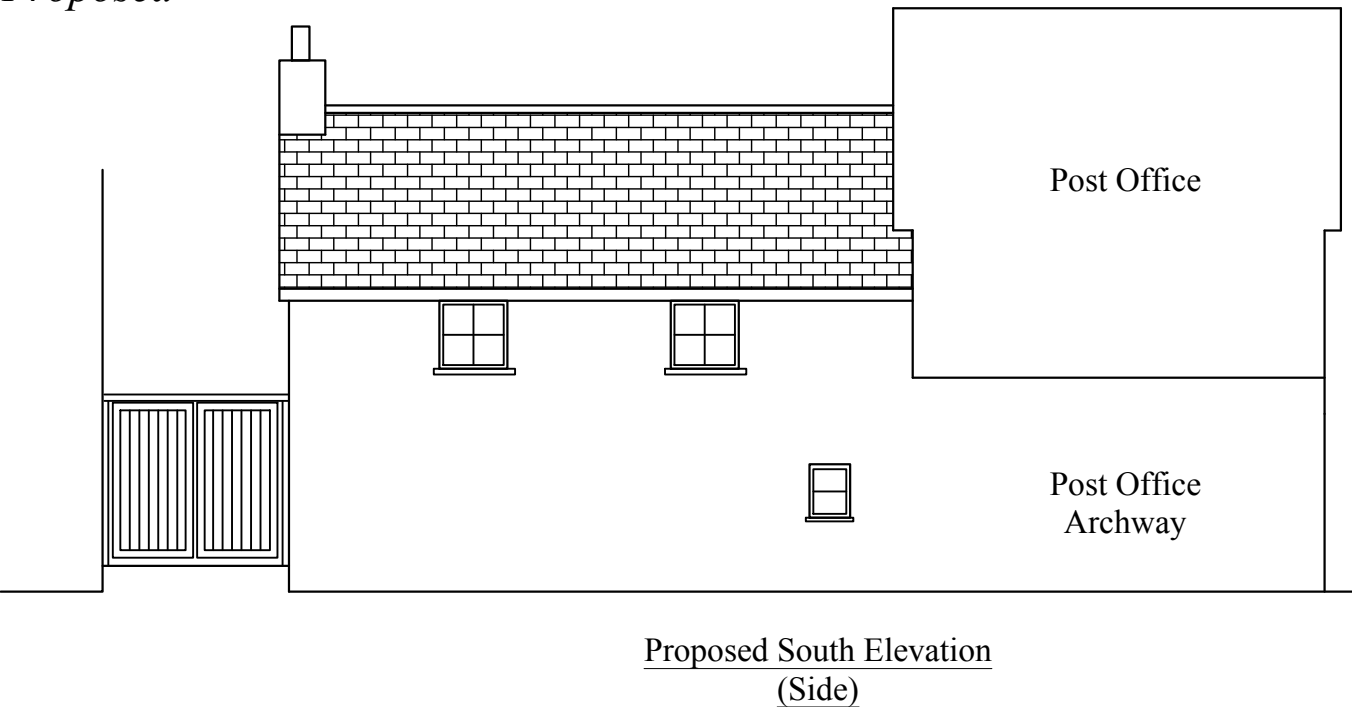 Proposed
Post Office
Post Office
Archway
Proposed South Elevation
(Side)